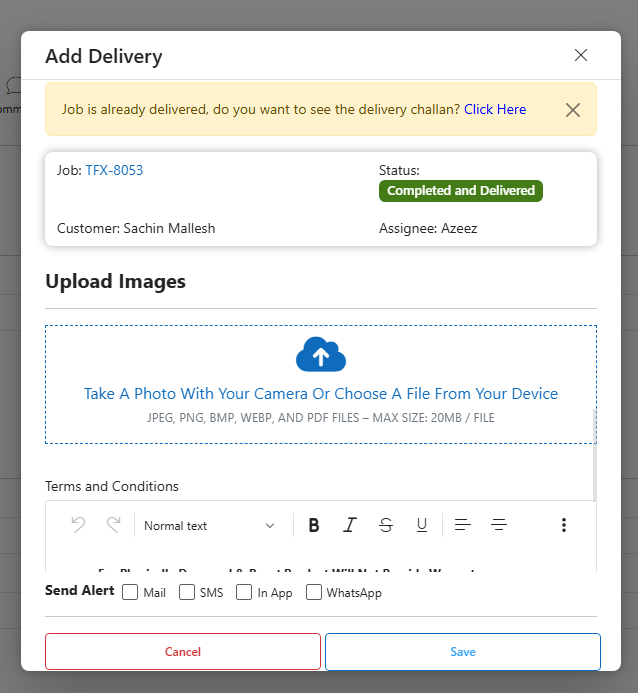 Add Delivery
Job is already delivered, do you want to see the delivery challan? Click Here
Job: TFX-8053
Status:
Completed and Delivered
Customer: Sachin Mallesh
Assignee: Azeez
Upload Images
Take A Photo With Your Camera Or Choose A File From Your Device
JPEG, PNG, BMP, WEBP, AND PDF FILES – MAX SIZE: 20MB / FILE
Terms and Conditions
Normal text
B I S U
Send Alert Mail SMS In App WhatsApp
Cancel
Save